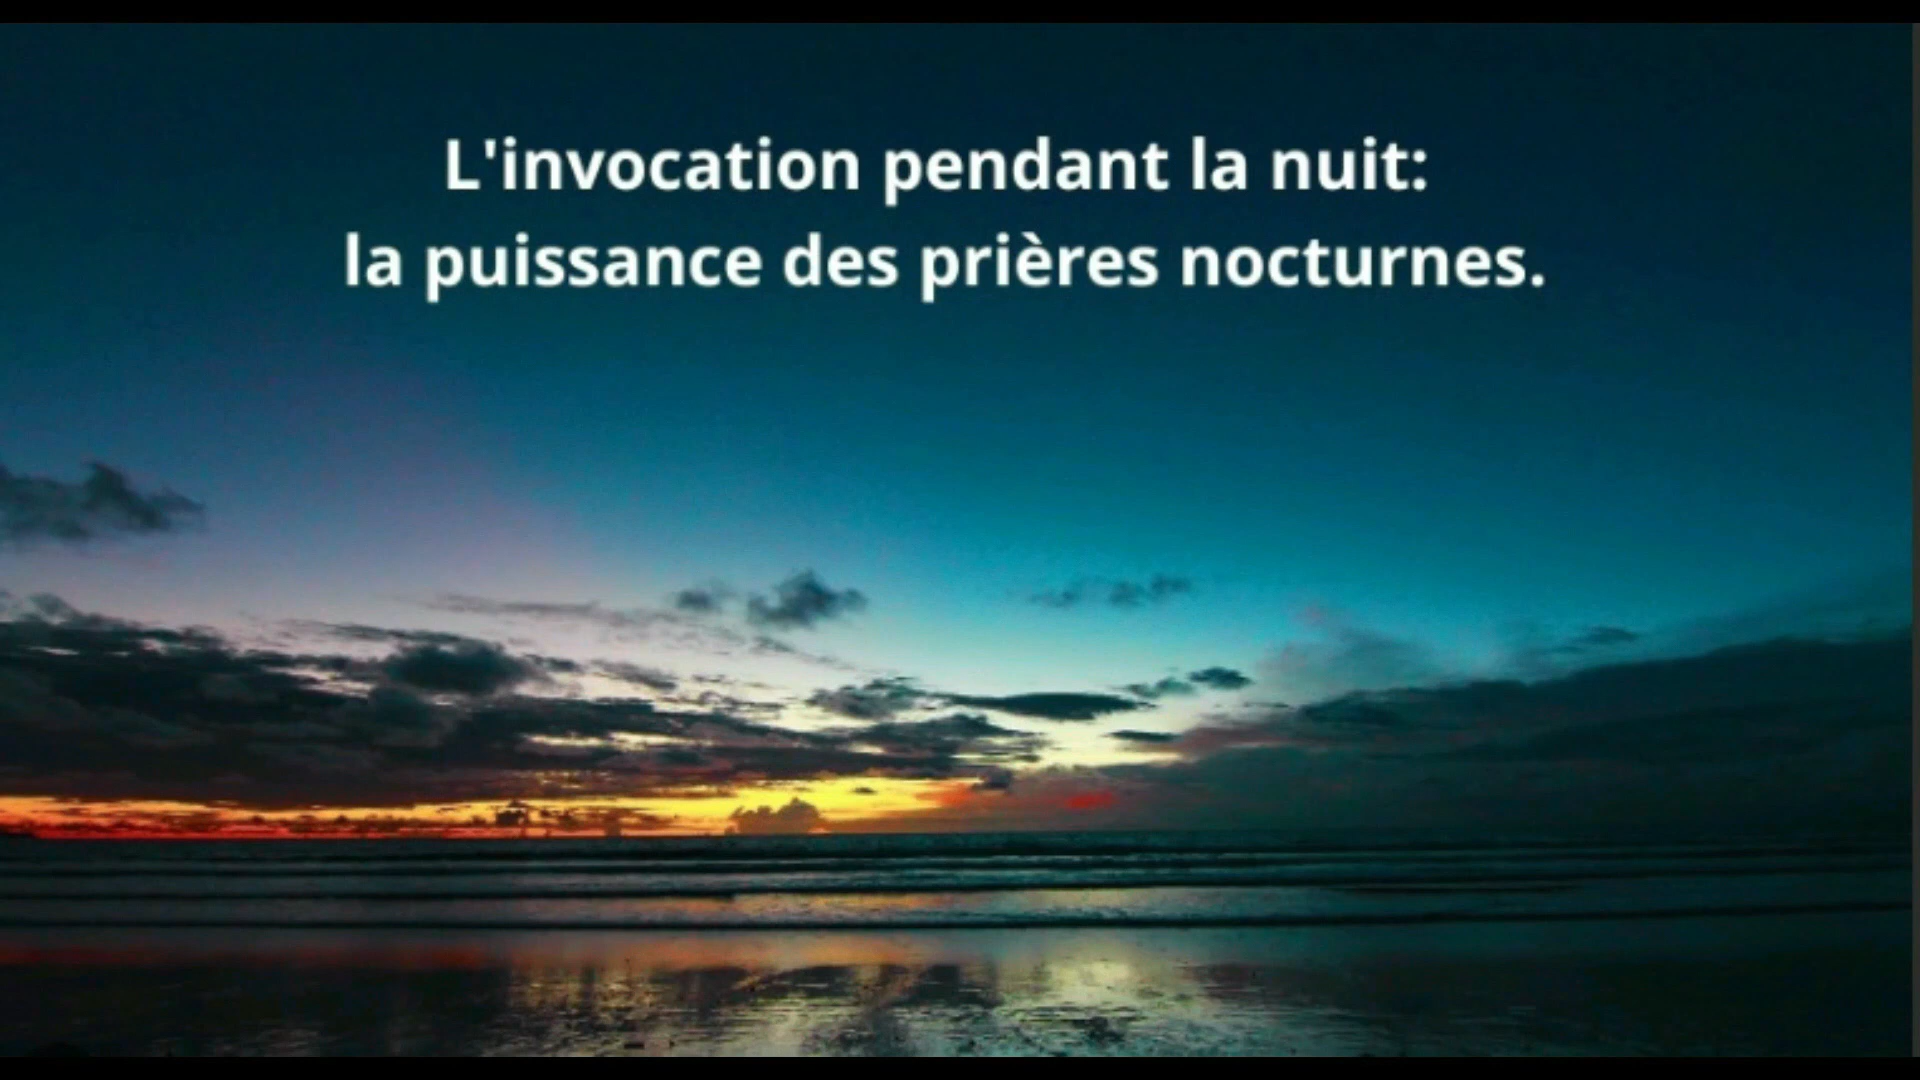 L'invocation pendant la nuit:
la puissance des prières nocturnes.